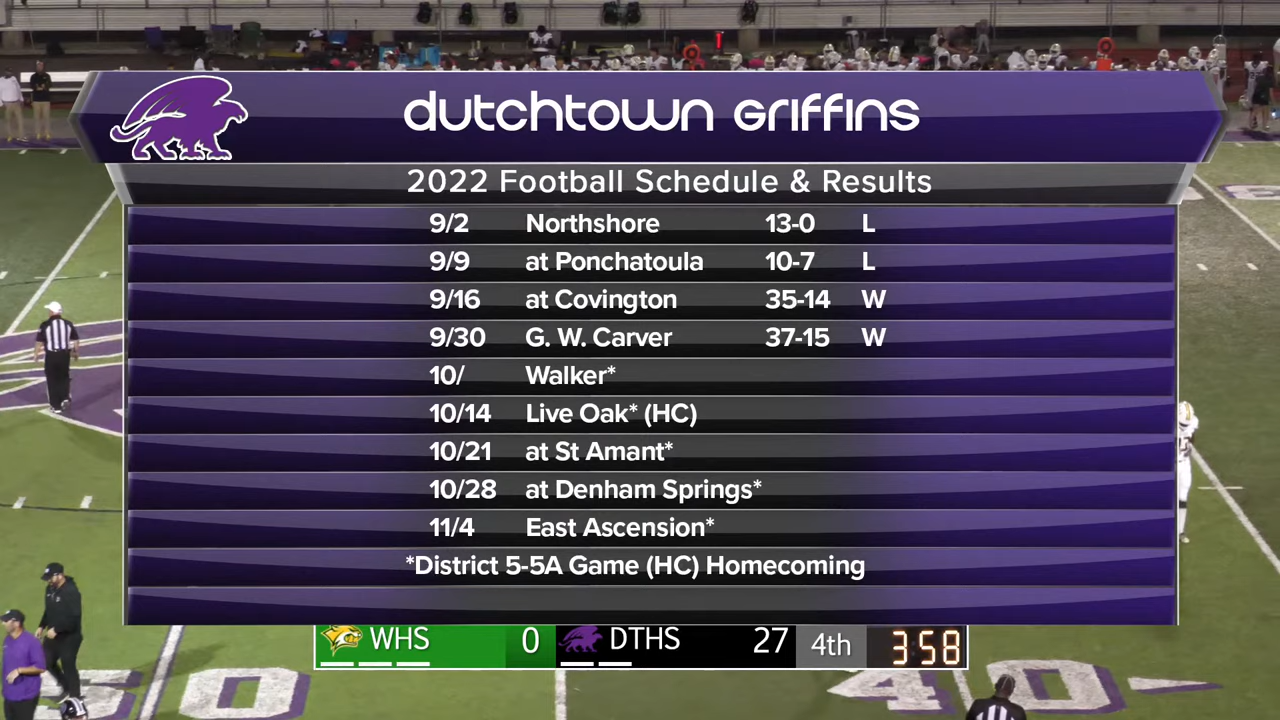 dutchtown Griffins
2022 Football Schedule & Results
9/2 Northshore 13-0 L
9/9 at Ponchatoula 10-7 L
9/16 at Covington 35-14 W
9/30 G. W. Carver 37-15 W
10/ Walker*
10/14 Live Oak* (HC)
10/21 at St Amant*
10/28 at Denham Springs*
11/4 East Ascension*
*District 5-5A Game (HC) Homecoming
WHS 0 DTHS 27 4th 3:58
50 40